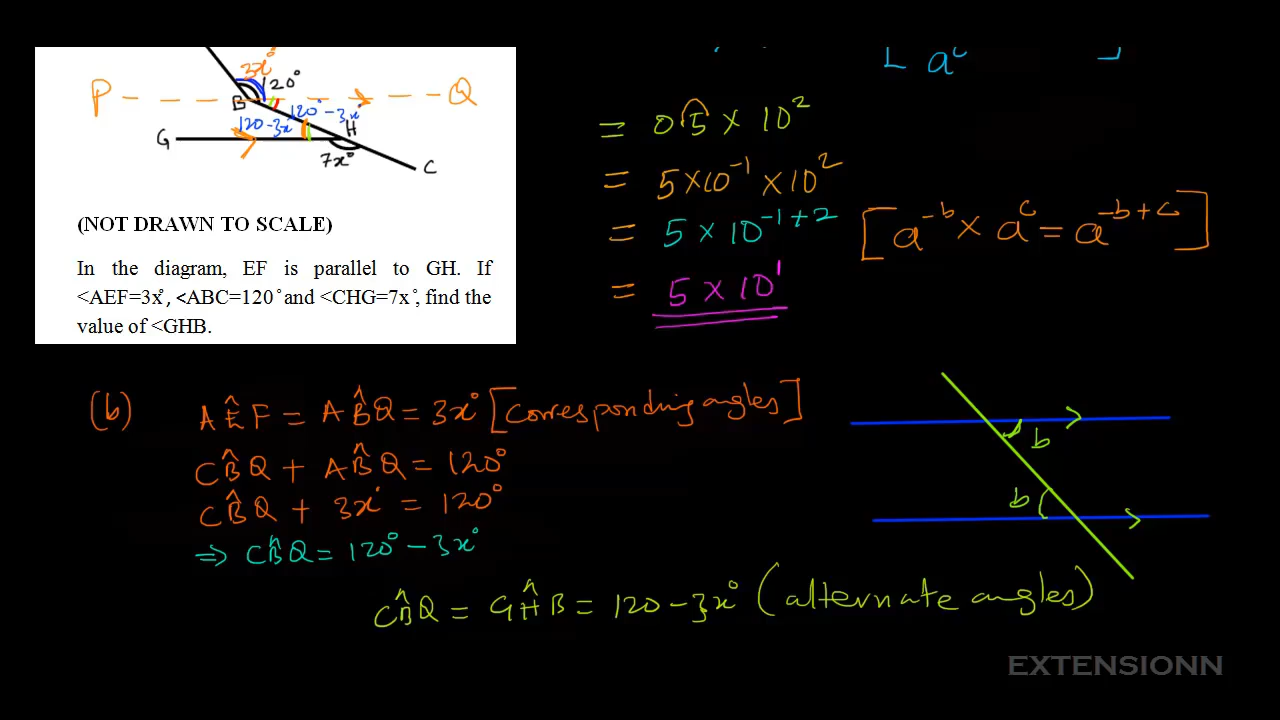 3x°
120°
P
Q
B
120° - 3x°
120 - 3x
H
G
7x°
C
(NOT DRAWN TO SCALE)
In the diagram, EF is parallel to GH. If
<AEF=3x°, <ABC=120° and <CHG=7x°, find the
value of <GHB.
a^c
= 0.5 × 10²
= 5×10⁻¹ × 10²
= 5 × 10⁻¹⁺² [a⁻ᵇ × aᶜ = a⁻ᵇ⁺ᶜ]
= 5 × 10¹
(b) AÊF = AB̂Q = 3x° [corresponding angles]
CB̂Q + AB̂Q = 120°
CB̂Q + 3x° = 120°
⇒ CB̂Q = 120° - 3x°
CB̂Q = GĤB = 120 - 3x° (alternate angles)
b
b
EXTENSIONN